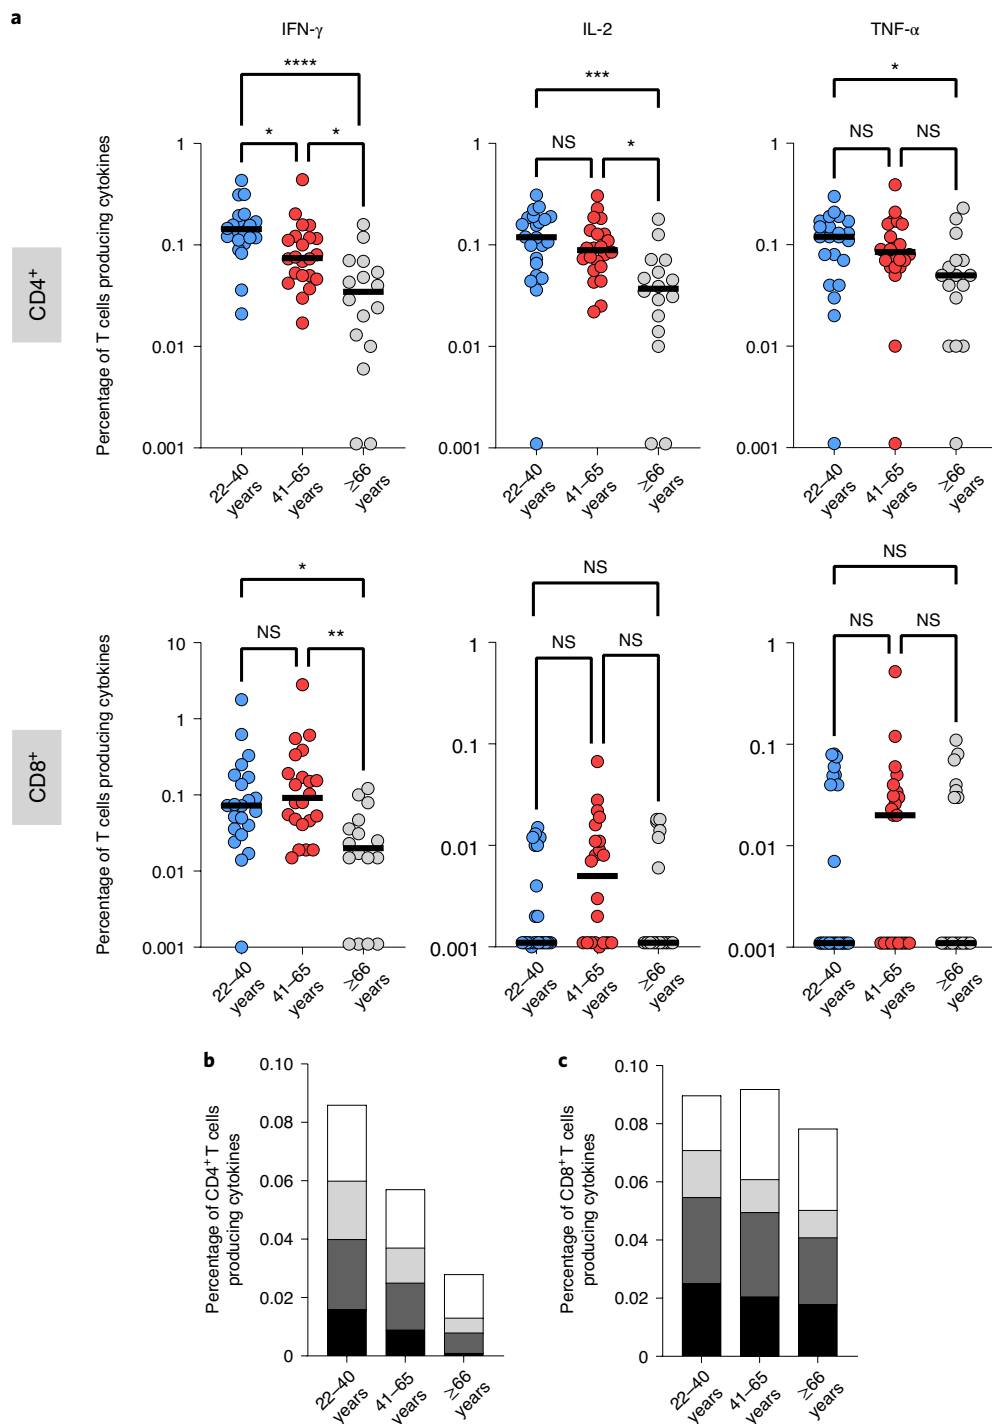 a
IFN-γ
IL-2
TNF-α
CD4⁺
Percentage of T cells producing cytokines
****
*
*
1
0.1
0.01
0.001
22–40 years
41–65 years
≥66 years
***
NS
*
1
0.1
0.01
0.001
22–40 years
41–65 years
≥66 years
*
NS
NS
1
0.1
0.01
0.001
22–40 years
41–65 years
≥66 years
CD8⁺
Percentage of T cells producing cytokines
*
NS
**
10
1
0.1
0.01
0.001
22–40 years
41–65 years
≥66 years
NS
NS
NS
1
0.1
0.01
0.001
22–40 years
41–65 years
≥66 years
NS
NS
NS
1
0.1
0.01
0.001
22–40 years
41–65 years
≥66 years
b
Percentage of CD4⁺ T cells
producing cytokines
0.10
0.08
0.06
0.04
0.02
0
22–40 years
41–65 years
≥66 years
c
Percentage of CD8⁺ T cells
producing cytokines
0.10
0.08
0.06
0.04
0.02
0
22–40 years
41–65 years
≥66 years